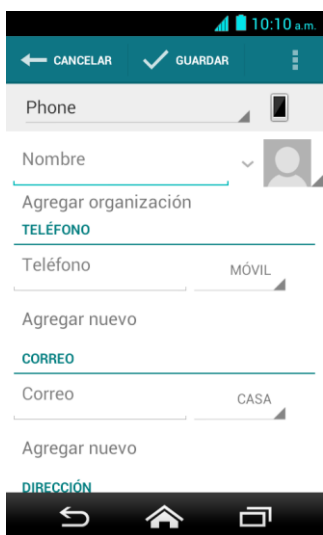 10:10 a.m.
CANCELAR GUARDAR
Phone
Nombre
Agregar organización
TELÉFONO
Teléfono MÓVIL
Agregar nuevo
CORREO
Correo CASA
Agregar nuevo
DIRECCIÓN